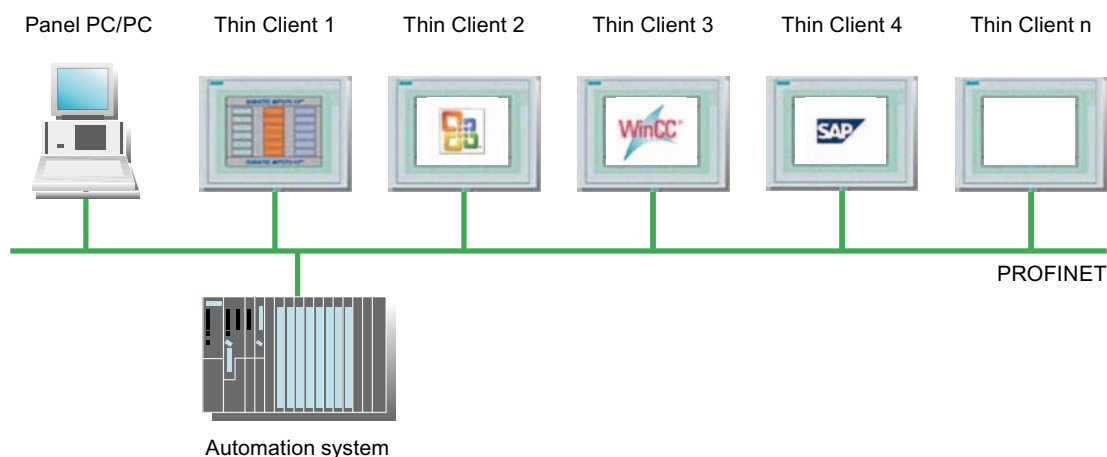 Panel PC/PC
Thin Client 1
Thin Client 2
Thin Client 3
Thin Client 4
Thin Client n
WinCC
SAP
PROFINET
Automation system